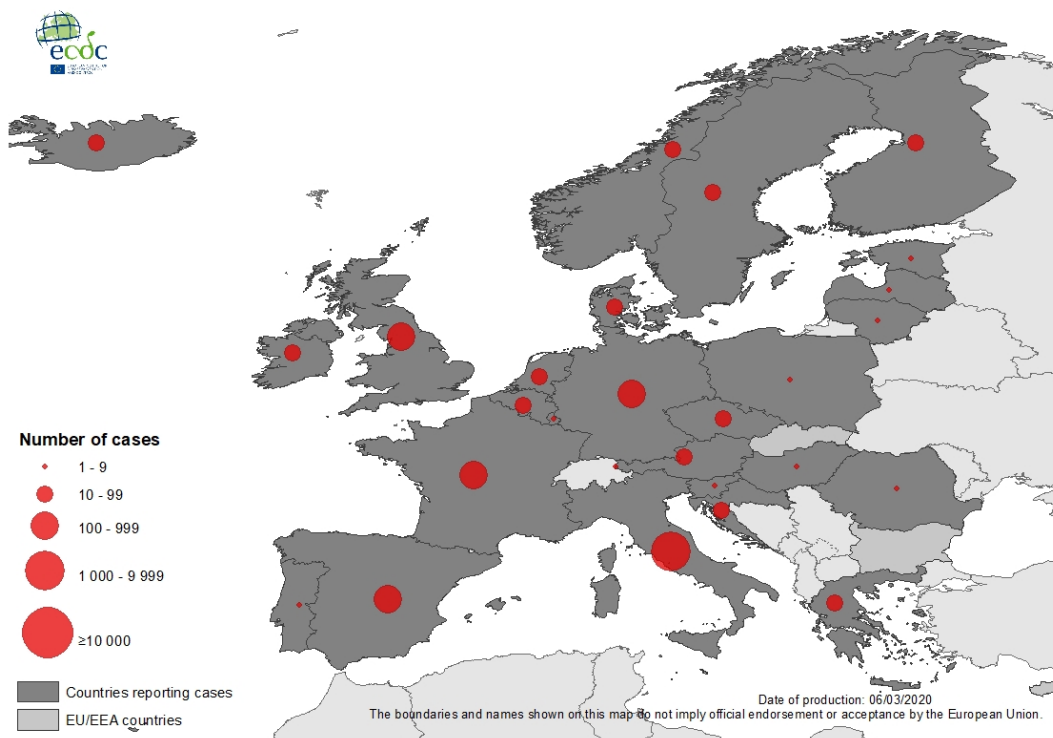 ecdc
Number of cases
1 - 9
10 - 99
100 - 999
1 000 - 9 999
≥10 000
Countries reporting cases
EU/EEA countries
Date of production: 06/03/2020
The boundaries and names shown on this map do not imply official endorsement or acceptance by the European Union.